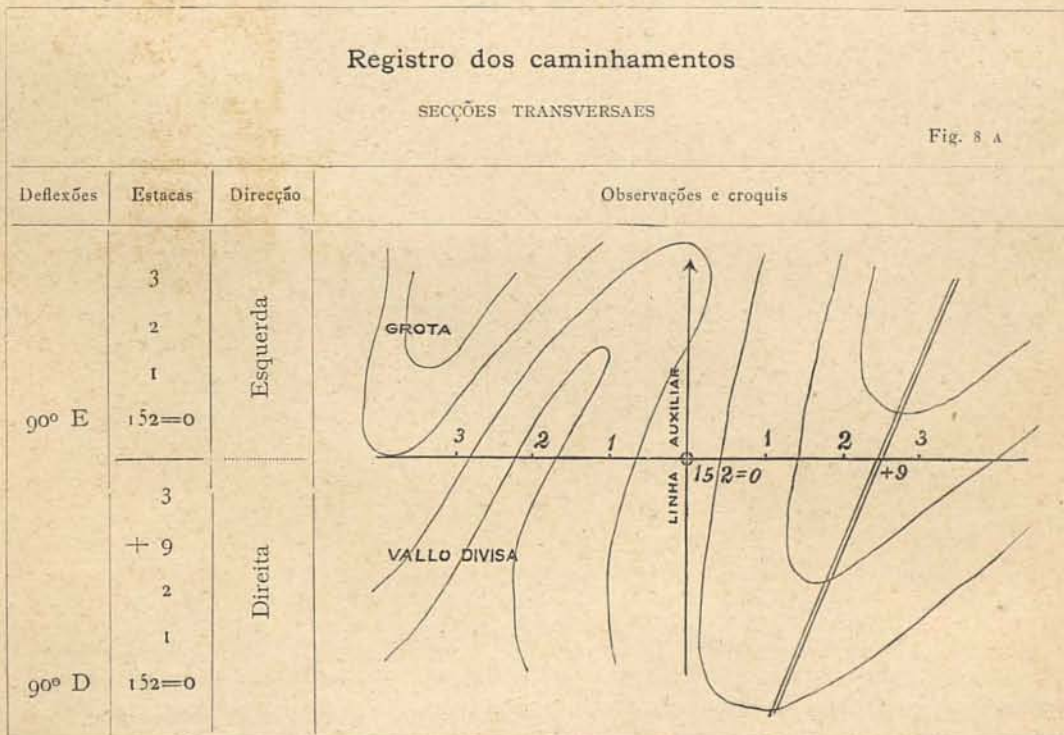 Registro dos caminhamentos
SECÇÕES TRANSVERSAES
Fig. 8 A
Deflexões Estacas Direcção Observações e croquis
3
2
1
90º E 152=0
Esquerda
3
+ 9
2
1
90º D 152=0
Direita
GROTA
LINHA AUXILIAR
3 2 1 152=0 1 2 +9 3
VALLO DIVISA